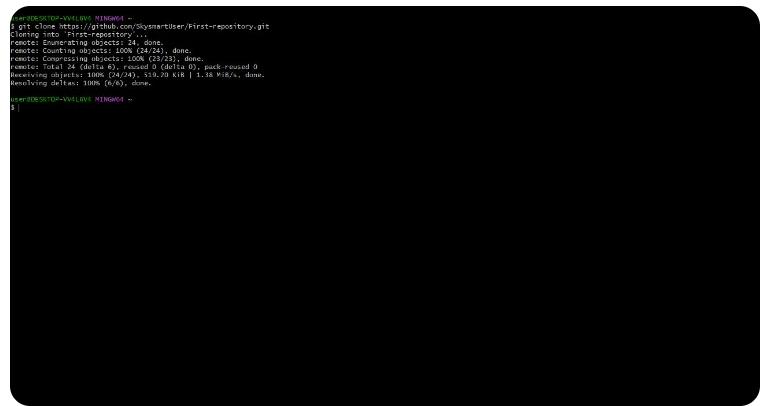 user@DESKTOP-VV4LGV4 MINGW64 ~
$ git clone https://github.com/SkysmartUser/First-repository.git
Cloning into 'First-repository'...
remote: Enumerating objects: 24, done.
remote: Counting objects: 100% (24/24), done.
remote: Compressing objects: 100% (23/23), done.
remote: Total 24 (delta 6), reused 0 (delta 0), pack-reused 0
Receiving objects: 100% (24/24), 519.20 KiB | 1.38 MiB/s, done.
Resolving deltas: 100% (6/6), done.
user@DESKTOP-VV4LGV4 MINGW64 ~
$